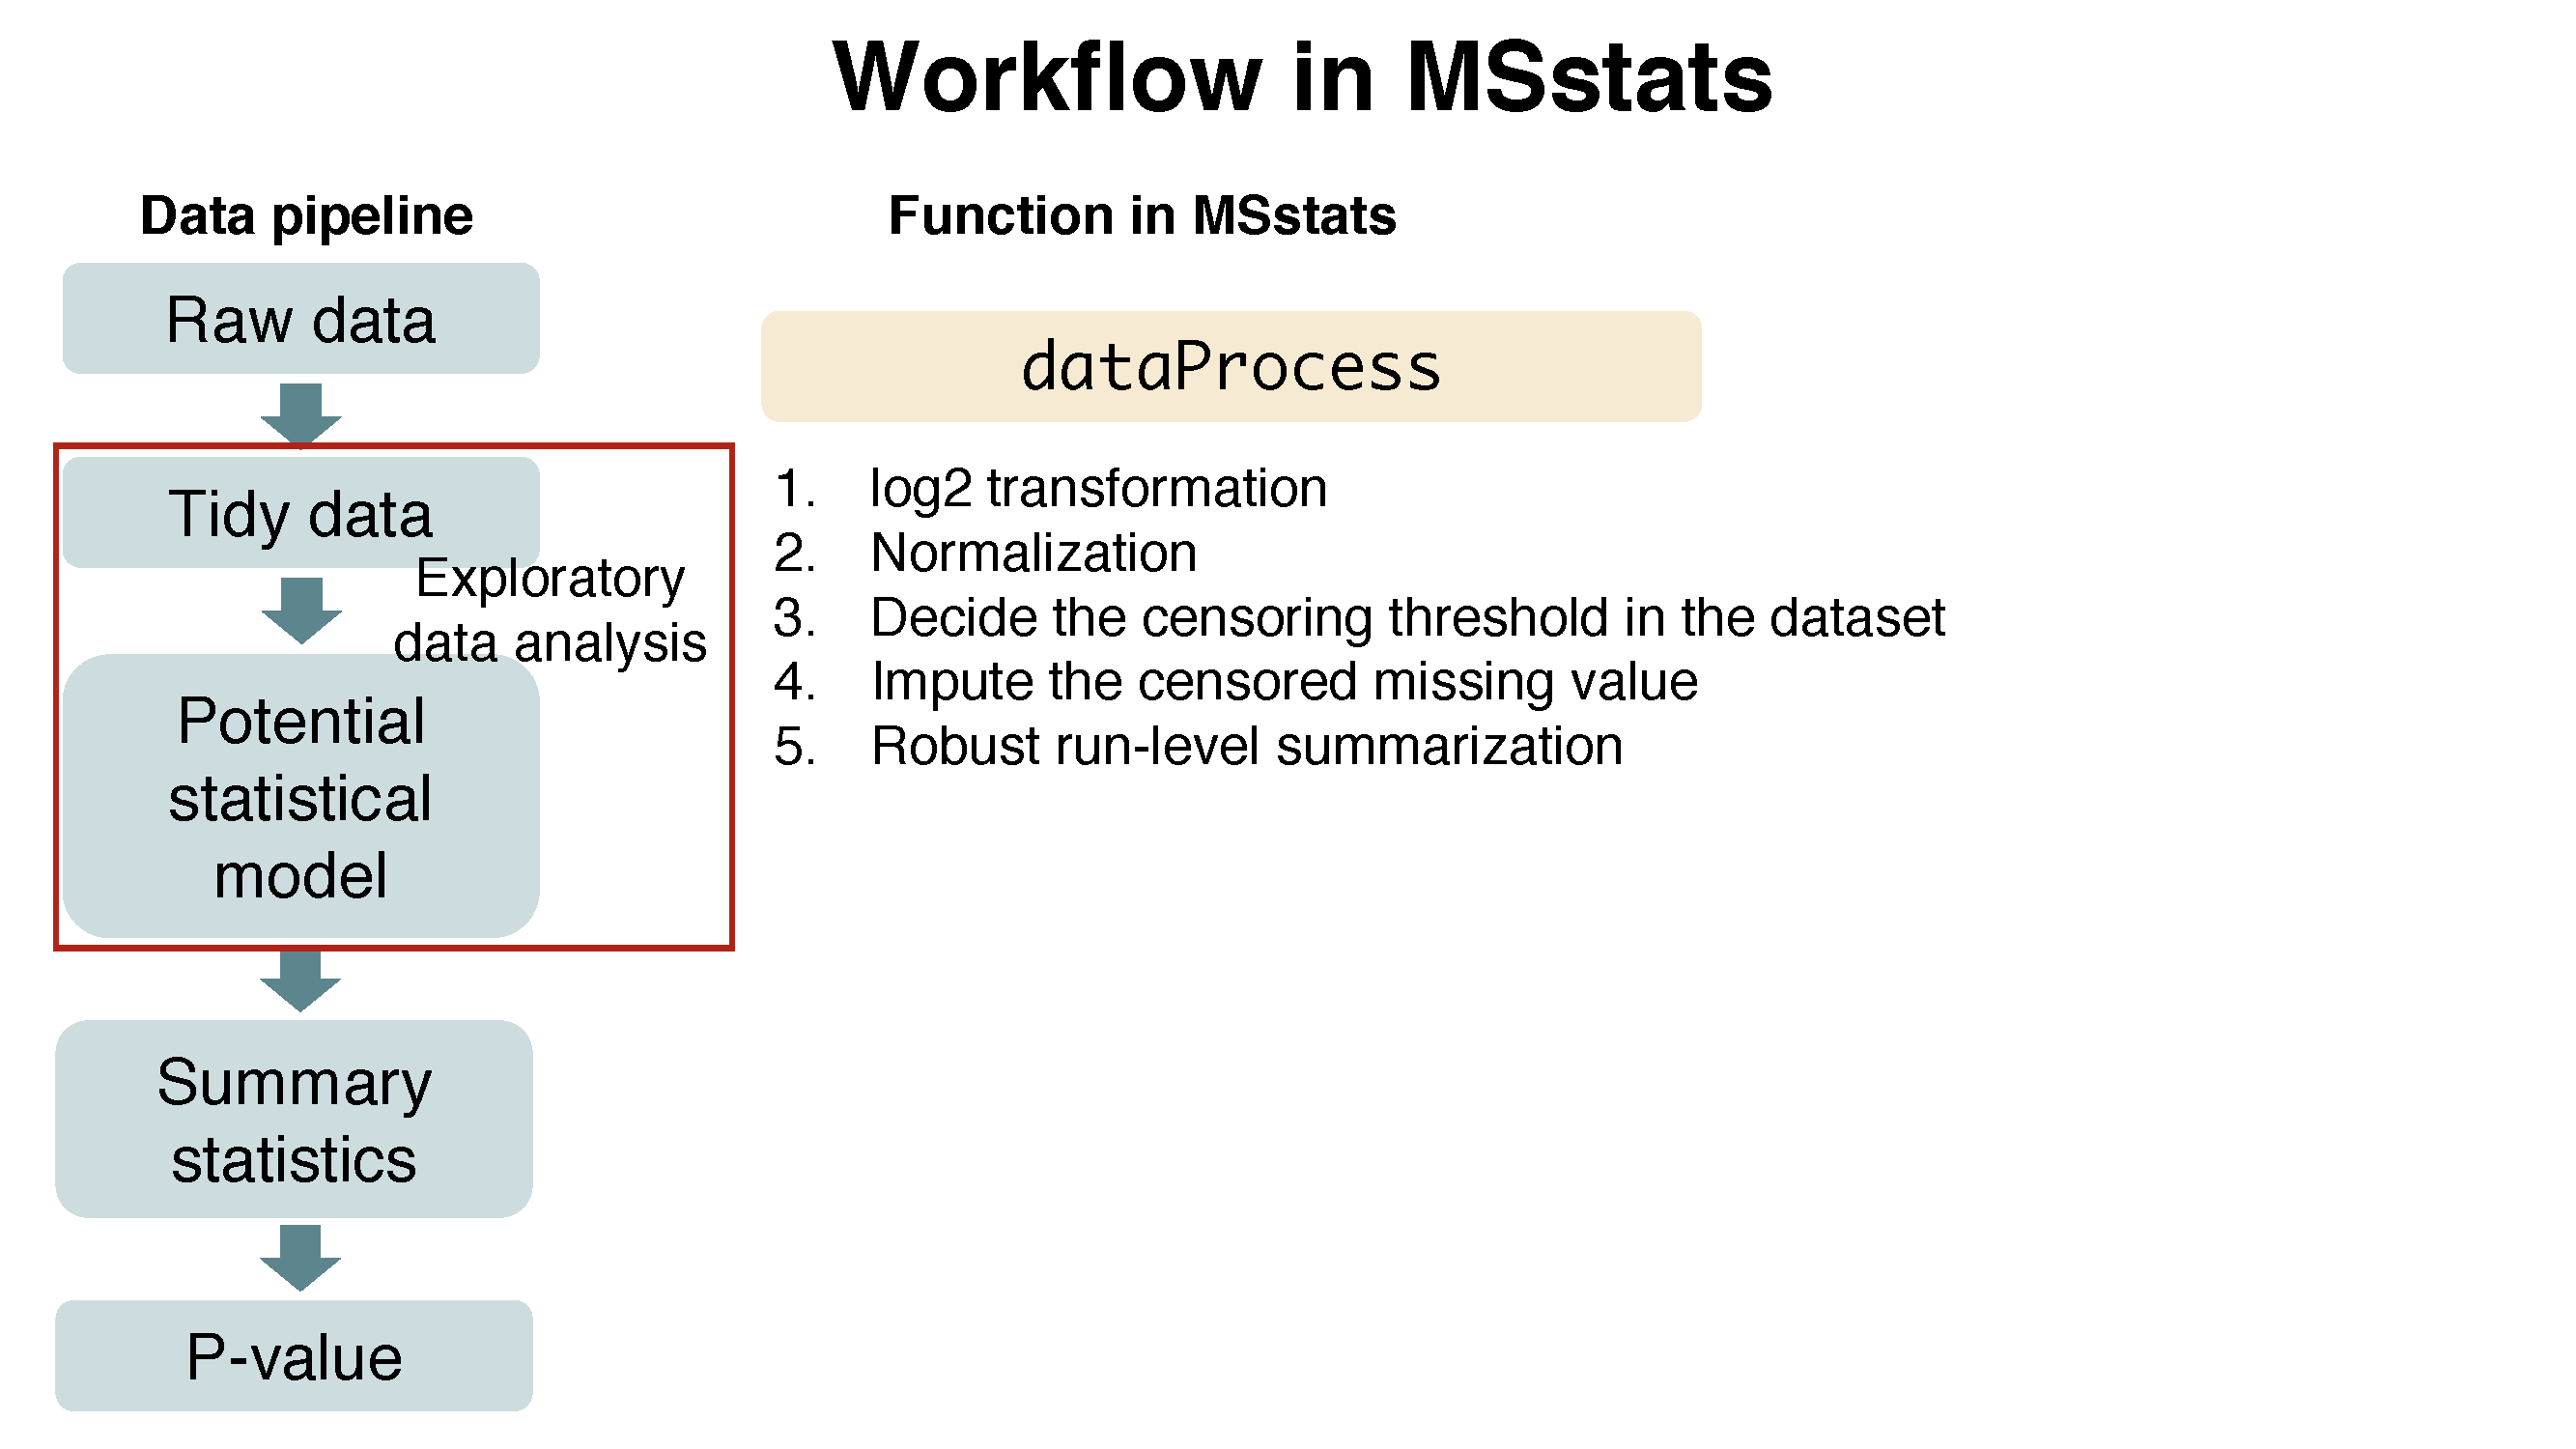 Workflow in MSstats
Data pipeline
Raw data
Tidy data
Exploratory
data analysis
Potential
statistical
model
Summary
statistics
P-value
Function in MSstats
dataProcess
1. log2 transformation
2. Normalization
3. Decide the censoring threshold in the dataset
4. Impute the censored missing value
5. Robust run-level summarization